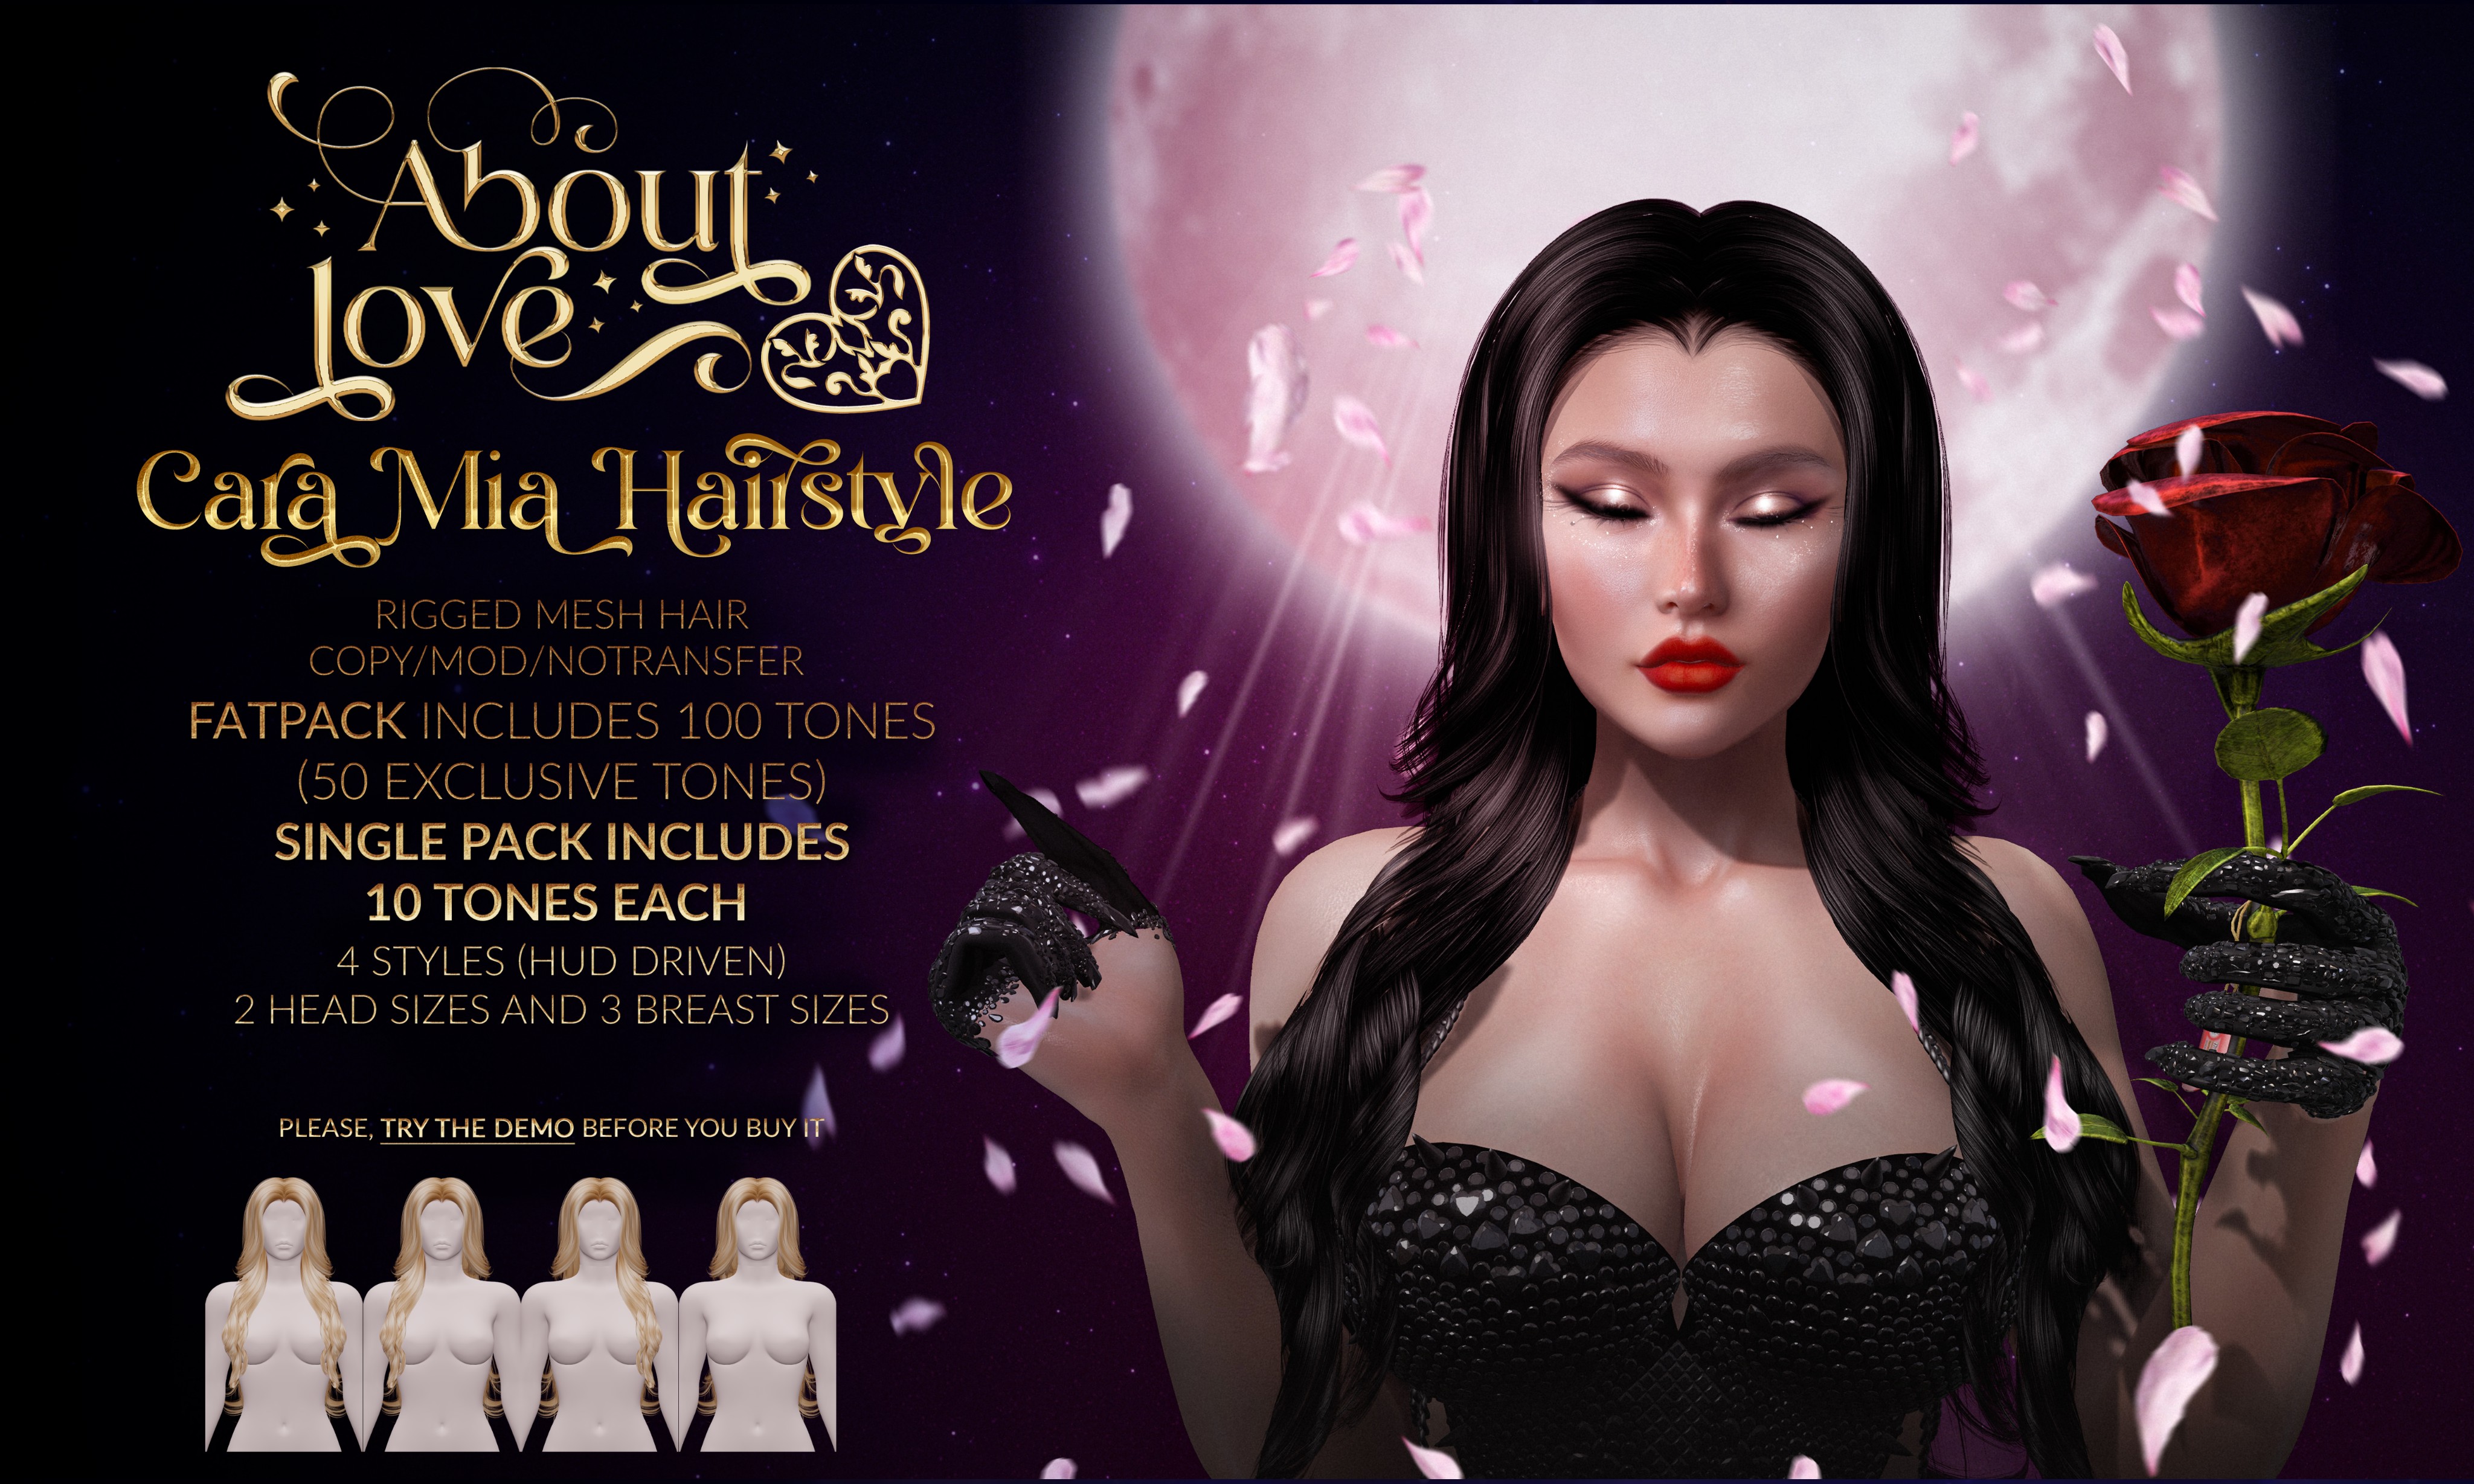 About
Love
Cara Mia Hairstyle
RIGGED MESH HAIR
COPY/MOD/NOTRANSFER
FATPACK INCLUDES 100 TONES
(50 EXCLUSIVE TONES)
SINGLE PACK INCLUDES
10 TONES EACH
4 STYLES (HUD DRIVEN)
2 HEAD SIZES AND 3 BREAST SIZES
PLEASE, TRY THE DEMO BEFORE YOU BUY IT